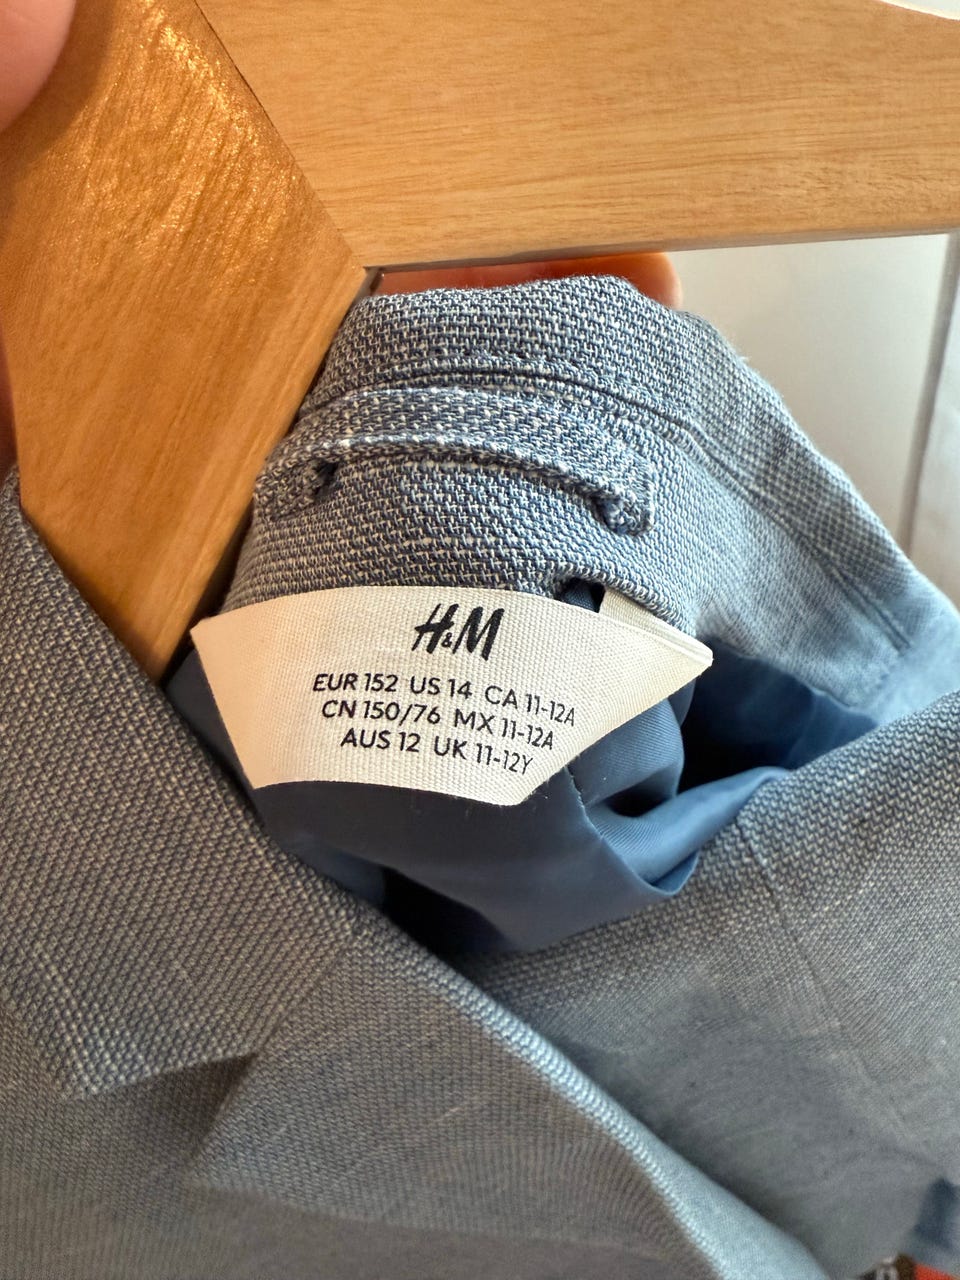 H&M
EUR 152 US 14 CA 11-12A
CN 150/76 MX 11-12A
AUS 12 UK 11-12Y